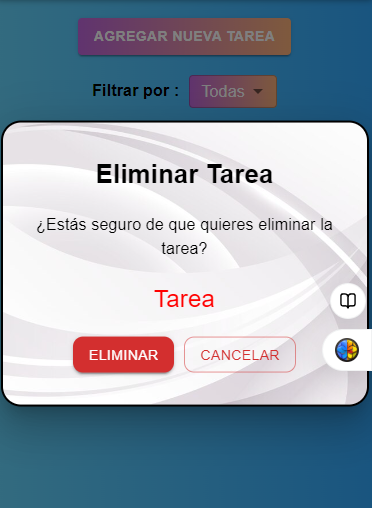 AGREGAR NUEVA TAREA
Filtrar por : Todas
Eliminar Tarea
¿Estás seguro de que quieres eliminar la
tarea?
Tarea
ELIMINAR CANCELAR